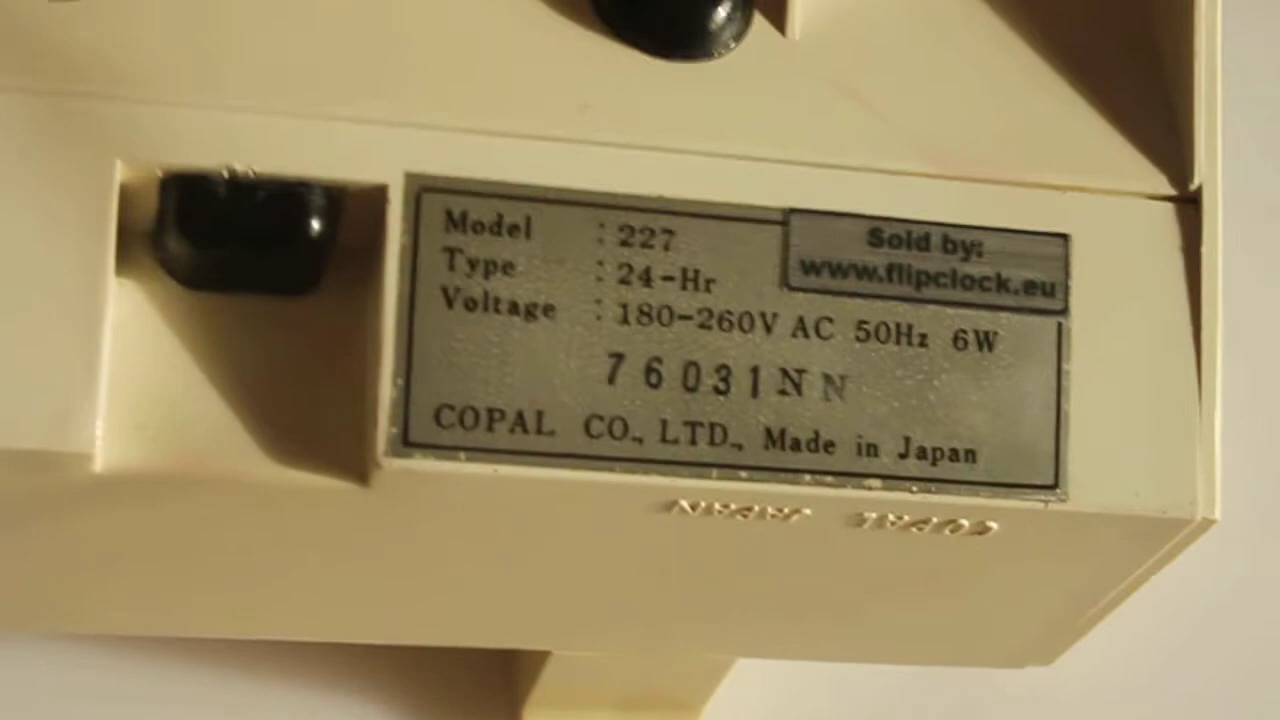 Model : 227
Sold by:
www.flipclock.eu
Type : 24-Hr
Voltage : 180-260V AC 50Hz 6W
76031NN
COPAL CO., LTD., Made in Japan
COPAL JAPAN